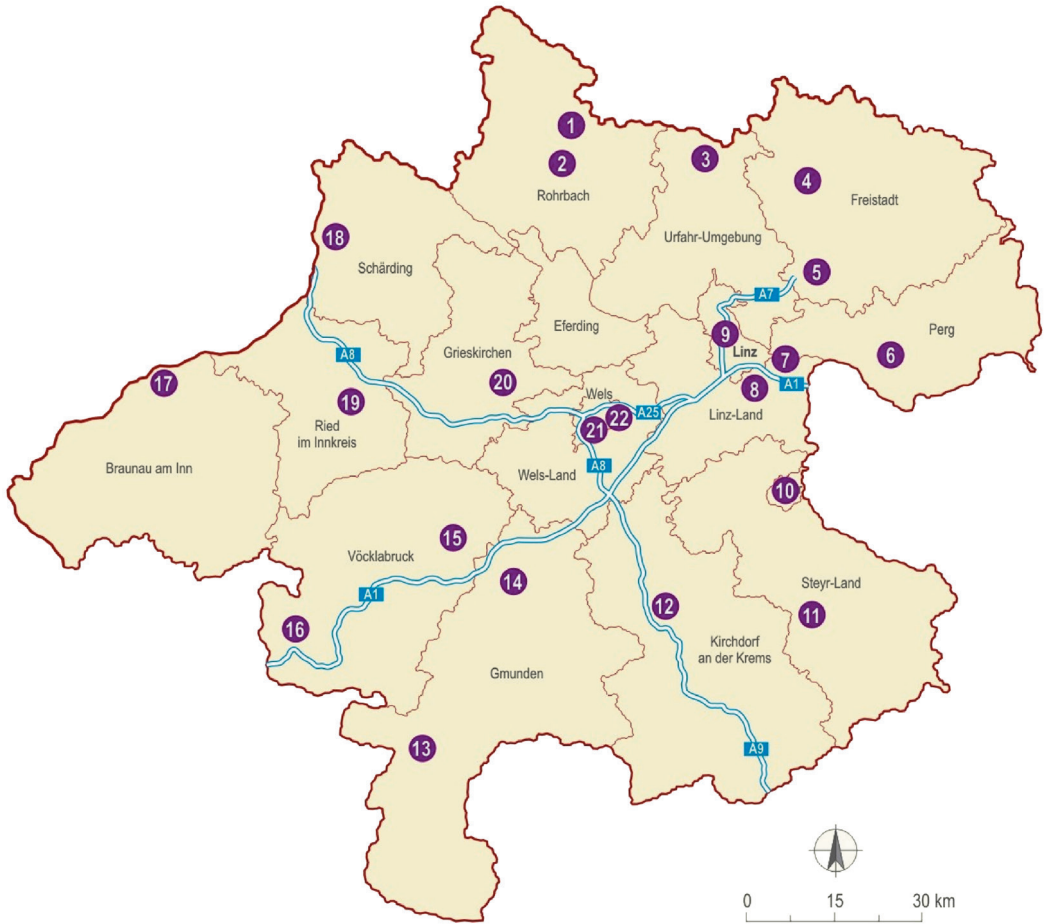 1
2
Rohrbach
3
Urfahr-Umgebung
4
Freistadt
18
Schärding
5
A7
Eferding
Perg
9
Linz
7
6
A8
Grieskirchen
20
17
19
Ried
im Innkreis
Wels
22
A25
21
8
A1
Linz-Land
Braunau am Inn
Wels-Land
A8
10
15
Vöcklabruck
14
A1
16
12
Kirchdorf
an der Krems
Steyr-Land
11
Gmunden
13
A9
0 15 30 km